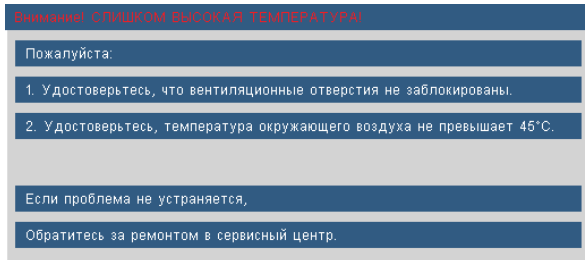 Внимание! СЛИШКОМ ВЫСОКАЯ ТЕМПЕРАТУРА!
Пожалуйста:
1. Удостоверьтесь, что вентиляционные отверстия не заблокированы.
2. Удостоверьтесь, температура окружающего воздуха не превышает 45°C.
Если проблема не устраняется,
Обратитесь за ремонтом в сервисный центр.